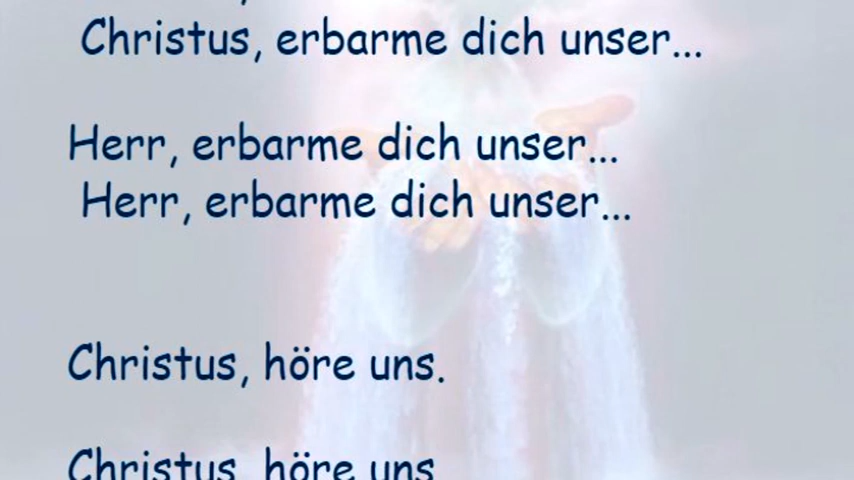 Christus, erbarme dich unser...
Herr, erbarme dich unser...
Herr, erbarme dich unser...
Christus, höre uns.
Christus, höre uns